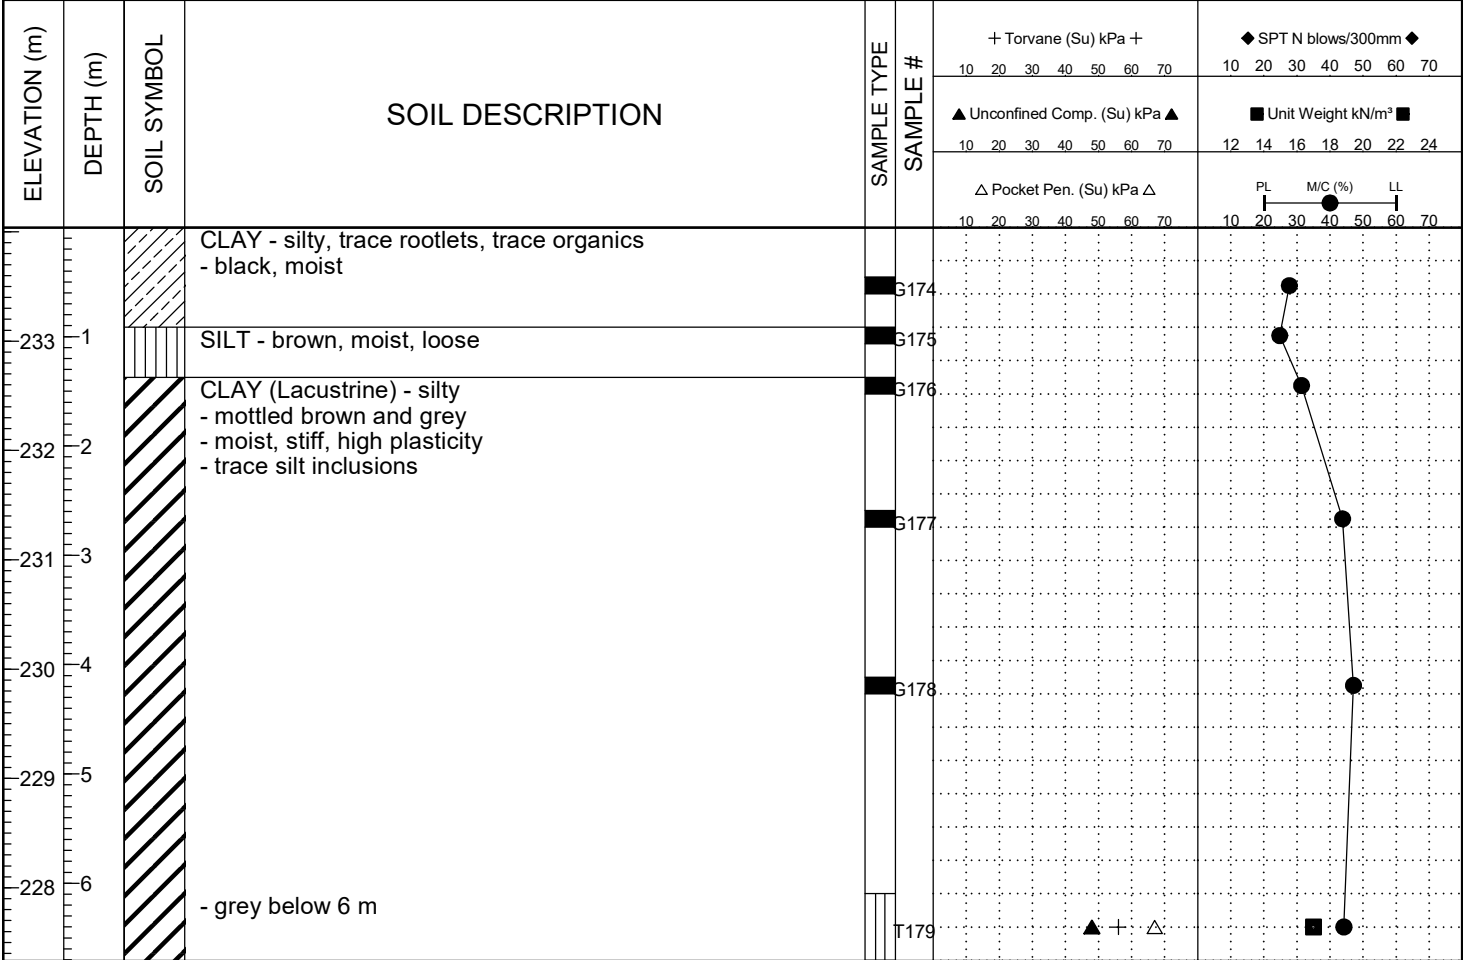 ELEVATION (m)
DEPTH (m)
SOIL SYMBOL
SOIL DESCRIPTION
SAMPLE TYPE
SAMPLE #
+ Torvane (Su) kPa +
10 20 30 40 50 60 70
▲ Unconfined Comp. (Su) kPa ▲
10 20 30 40 50 60 70
△ Pocket Pen. (Su) kPa △
10 20 30 40 50 60 70
◆ SPT N blows/300mm ◆
10 20 30 40 50 60 70
■ Unit Weight kN/m³ ■
12 14 16 18 20 22 24
PL M/C (%) LL
10 20 30 40 50 60 70
CLAY - silty, trace rootlets, trace organics
- black, moist
G174
233 1 SILT - brown, moist, loose G175
CLAY (Lacustrine) - silty G176
- mottled brown and grey
- moist, stiff, high plasticity
232 2
- trace silt inclusions
G177
231 3
230 4
G178
229 5
228 6
- grey below 6 m
T179